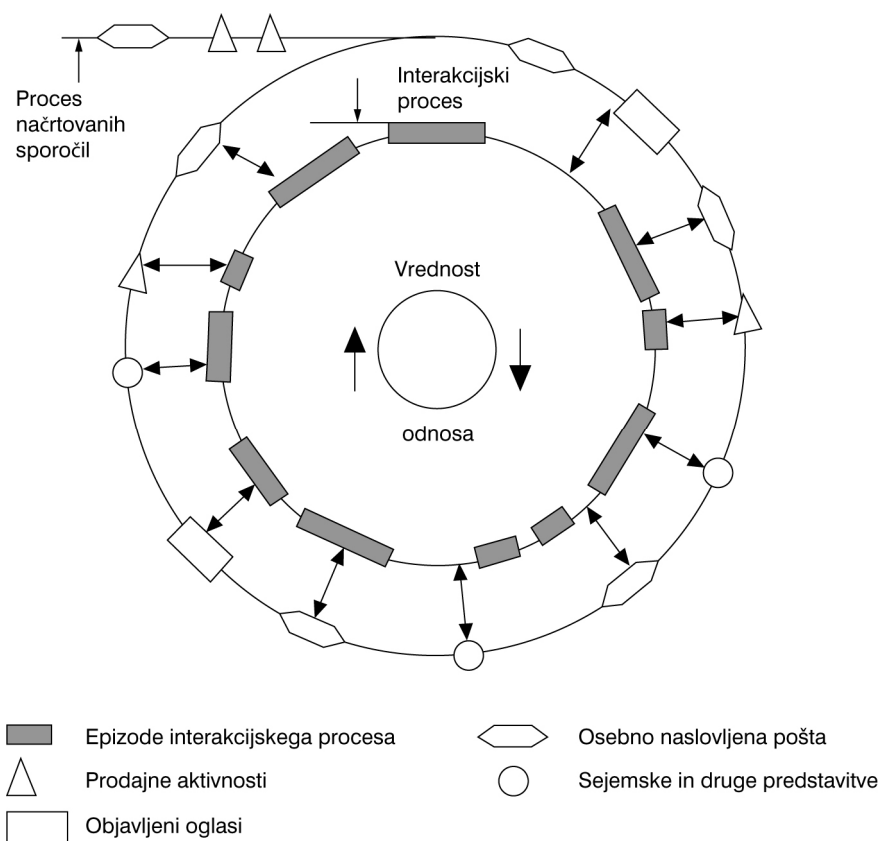 Proces
načrtovanih
sporočil
Interakcijski
proces
Vrednost
odnosa
Epizode interakcijskega procesa
Prodajne aktivnosti
Objavljeni oglasi
Osebno naslovljena pošta
Sejemske in druge predstavitve